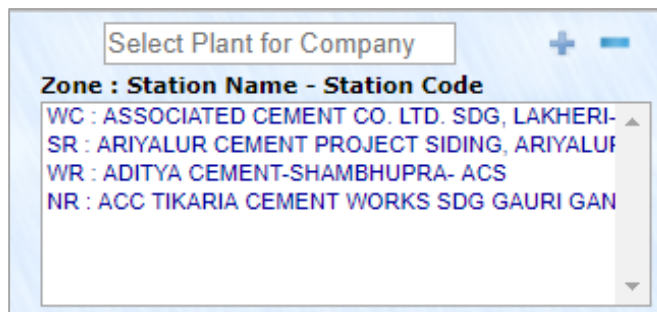 Select Plant for Company
Zone : Station Name - Station Code
WC : ASSOCIATED CEMENT CO. LTD. SDG, LAKHERI-
SR : ARIYALUR CEMENT PROJECT SIDING, ARIYALUR
WR : ADITYA CEMENT-SHAMBHUPRA- ACS
NR : ACC TIKARIA CEMENT WORKS SDG GAURI GAN